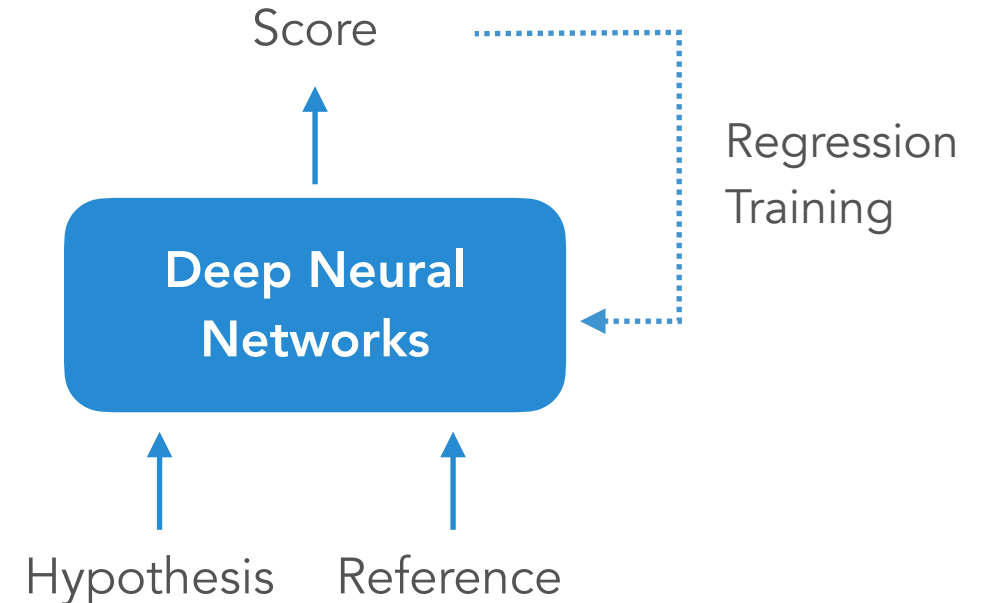 Score
Regression
Training
Deep Neural
Networks
Hypothesis
Reference